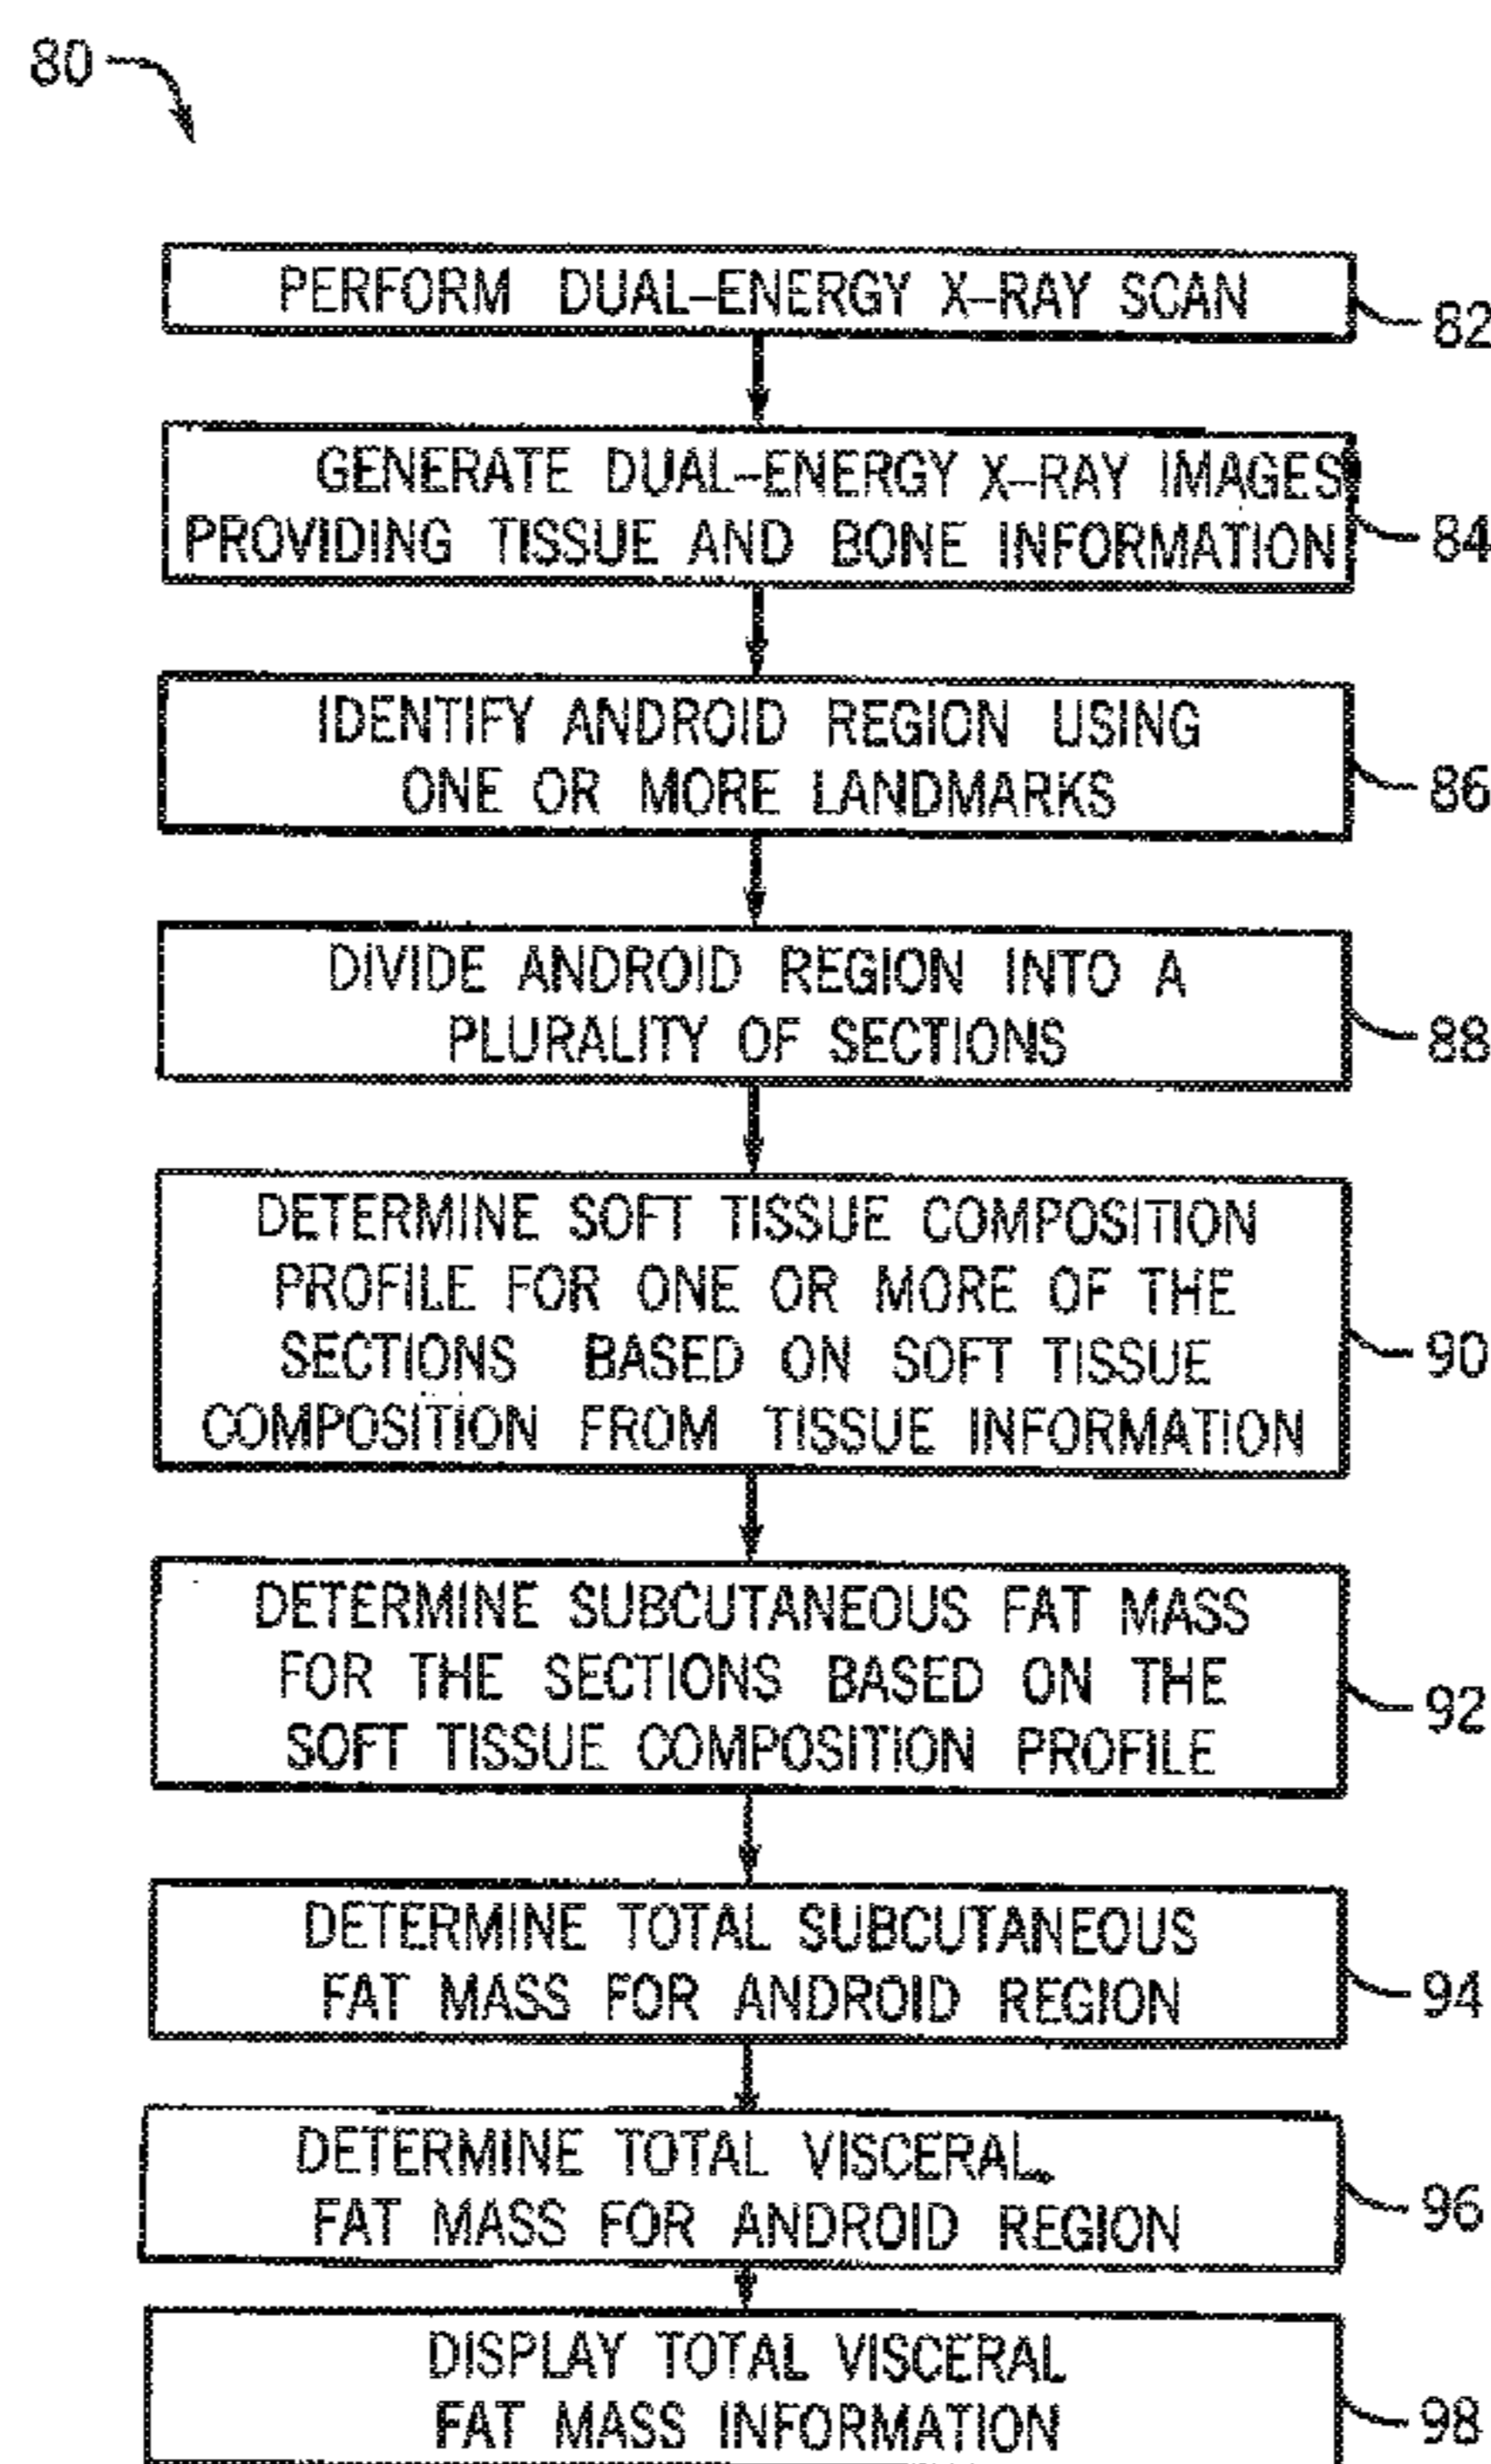 80
PERFORM DUAL-ENERGY X-RAY SCAN
82
GENERATE DUAL-ENERGY X-RAY IMAGES
PROVIDING TISSUE AND BONE INFORMATION
84
IDENTIFY ANDROID REGION USING
ONE OR MORE LANDMARKS
86
DIVIDE ANDROID REGION INTO A
PLURALITY OF SECTIONS
88
DETERMINE SOFT TISSUE COMPOSITION
PROFILE FOR ONE OR MORE OF THE
SECTIONS BASED ON SOFT TISSUE
COMPOSITION FROM TISSUE INFORMATION
90
DETERMINE SUBCUTANEOUS FAT MASS
FOR THE SECTIONS BASED ON THE
SOFT TISSUE COMPOSITION PROFILE
92
DETERMINE TOTAL SUBCUTANEOUS
FAT MASS FOR ANDROID REGION
94
DETERMINE TOTAL VISCERAL
FAT MASS FOR ANDROID REGION
96
DISPLAY TOTAL VISCERAL
FAT MASS INFORMATION
98